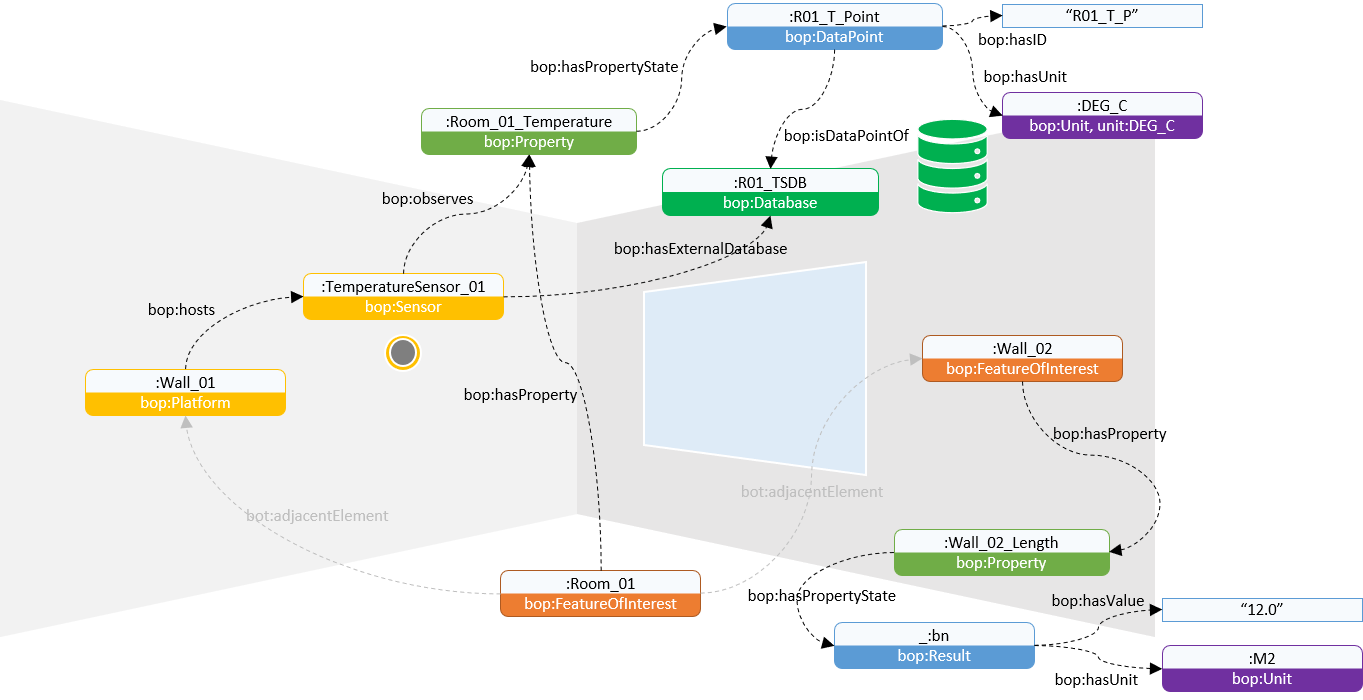 :R01_T_Point
bop:DataPoint
“R01_T_P”
bop:hasID
bop:hasPropertyState
bop:hasUnit
:DEG_C
bop:Unit, unit:DEG_C
:Room_01_Temperature
bop:Property
bop:isDataPointOf
:R01_TSDB
bop:Database
bop:observes
bop:hasExternalDatabase
:TemperatureSensor_01
bop:Sensor
bop:hosts
:Wall_02
bop:FeatureOfInterest
:Wall_01
bop:Platform
bop:hasProperty
bop:hasProperty
bot:adjacentElement
bot:adjacentElement
:Wall_02_Length
bop:Property
:Room_01
bop:FeatureOfInterest
bop:hasPropertyState
bop:hasValue
“12.0”
_:bn
bop:Result
:M2
bop:Unit
bop:hasUnit